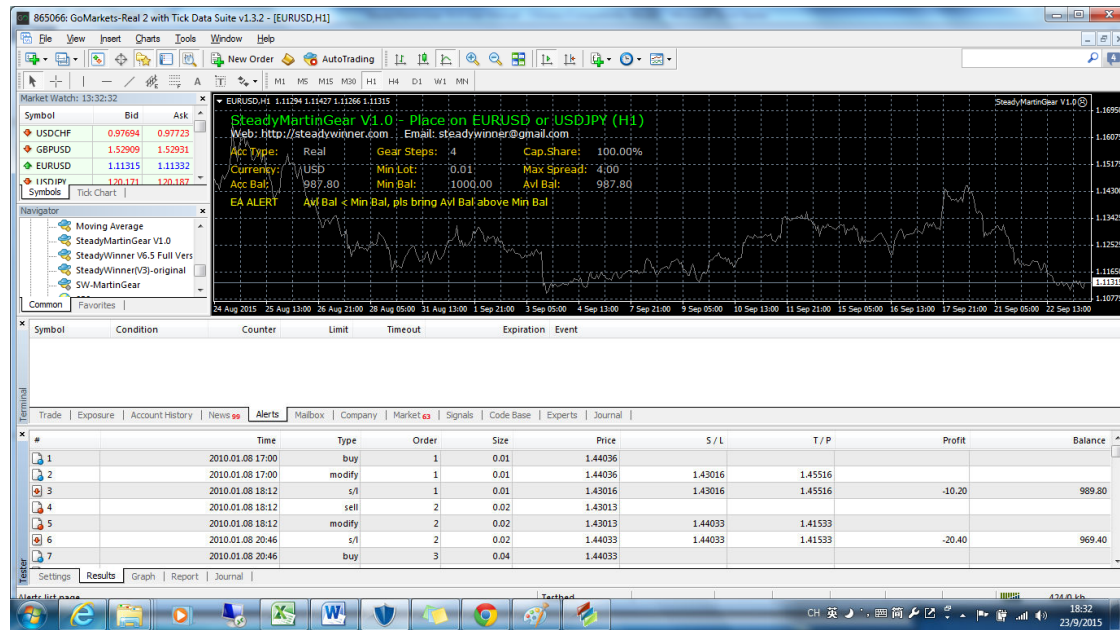 865066: GoMarkets-Real 2 with Tick Data Suite v1.3.2 - [EURUSD,H1]
File View Insert Charts Tools Window Help
New Order AutoTrading
A T M1 M5 M15 M30 H1 H4 D1 W1 MN
Market Watch: 13:32:32
Symbol Bid Ask
USDCHF 0.97694 0.97723
GBPUSD 1.52909 1.52931
EURUSD 1.11315 1.11332
USDJPY 120.171 120.187
Symbols Tick Chart
Navigator
Moving Average
SteadyMartinGear V1.0
SteadyWinner V6.5 Full Vers
SteadyWinner(V3)-original
SW-MartinGear
Common Favorites
EURUSD,H1 1.11294 1.11427 1.11266 1.11315
SteadyMartinGear V1.0
SteadyMartinGear V1.0 - Place on EURUSD or USDJPY (H1)
Web: http://steadywinner.com Email: steadywinner@gmail.com
Acc Type: Real Gear Steps: 4 Cap.Share: 100.00%
Currency: USD Min Lot: 0.01 Max Spread: 4.00
Acc Bal: 987.80 Min Bal: 1000.00 Avl Bal: 987.80
EA ALERT Avl Bal < Min Bal, pls bring Avl Bal above Min Bal
1.16950
1.16075
1.15175
1.14300
1.13425
1.12525
1.11650
1.11315
1.10775
24 Aug 2015 25 Aug 13:00 26 Aug 21:00 28 Aug 05:00 31 Aug 13:00 1 Sep 21:00 3 Sep 05:00 4 Sep 13:00 7 Sep 21:00 9 Sep 05:00 10 Sep 13:00 11 Sep 21:00 15 Sep 05:00 16 Sep 13:00 17 Sep 21:00 21 Sep 05:00 22 Sep 13:00
Symbol Condition Counter Limit Timeout Expiration Event
Terminal
Trade Exposure Account History News 99 Alerts Mailbox Company Market 63 Signals Code Base Experts Journal
# Time Type Order Size Price S / L T / P Profit Balance
1 2010.01.08 17:00 buy 1 0.01 1.44036
2 2010.01.08 17:00 modify 1 0.01 1.44036 1.43016 1.45516
3 2010.01.08 18:12 s/l 1 0.01 1.43016 1.43016 1.45516 -10.20 989.80
4 2010.01.08 18:12 sell 2 0.02 1.43013
5 2010.01.08 18:12 modify 2 0.02 1.43013 1.44033 1.41533
6 2010.01.08 20:46 s/l 2 0.02 1.44033 1.44033 1.41533 -20.40 969.40
7 2010.01.08 20:46 buy 3 0.04 1.44033
Tester
Settings Results Graph Report Journal
Alerts list page 424/0 kb
CH 英 简 18:32
23/9/2015